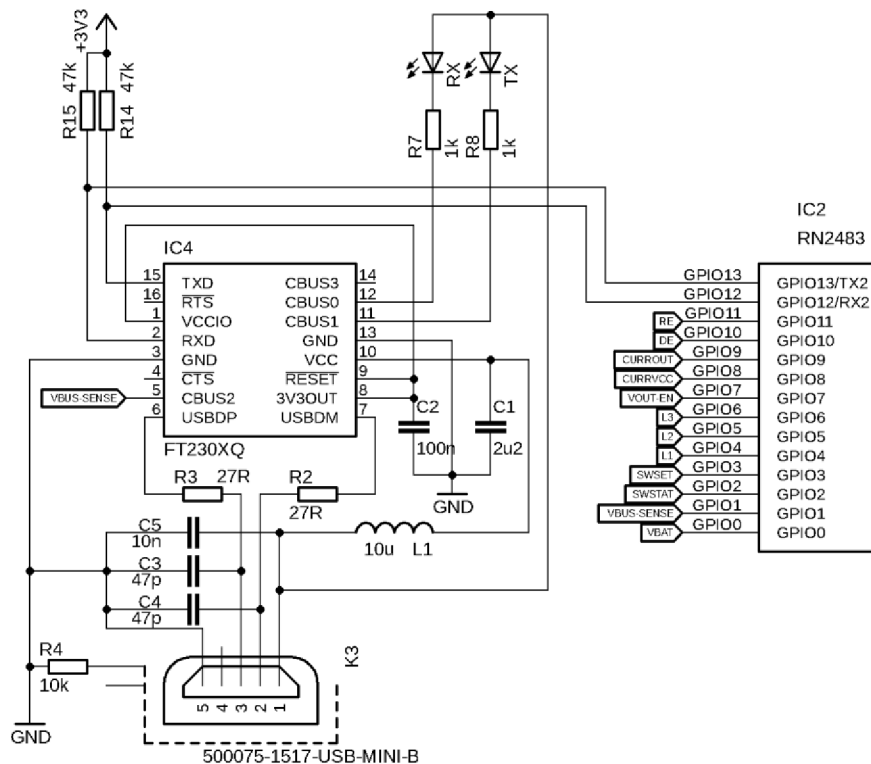 +3V3
47k
47k
R15
R14
RX
TX
R7
1k
R8
1k
IC4
15
TXD
CBUS3
14
16
RTS
CBUS0
12
1
VCCIO
CBUS1
11
2
RXD
GND
13
3
GND
VCC
10
4
CTS
RESET
9
5
CBUS2
3V3OUT
8
6
USBDP
USBDM
7
FT230XQ
VBUS-SENSE
C2
100n
C1
2u2
GND
R3
27R
R2
27R
C5
10n
C3
47p
C4
47p
10u
L1
R4
10k
GND
K3
5
4
3
2
1
500075-1517-USB-MINI-B
IC2
RN2483
GPIO13
GPIO13/TX2
GPIO12
GPIO12/RX2
RE
GPIO11
GPIO11
DE
GPIO10
GPIO10
CURROUT
GPIO9
GPIO9
CURRVCC
GPIO8
GPIO8
VOUT-EN
GPIO7
GPIO7
L3
GPIO6
GPIO6
L2
GPIO5
GPIO5
L1
GPIO4
GPIO4
SWSET
GPIO3
GPIO3
SWSTAT
GPIO2
GPIO2
VBUS-SENSE
GPIO1
GPIO1
VBAT
GPIO0
GPIO0